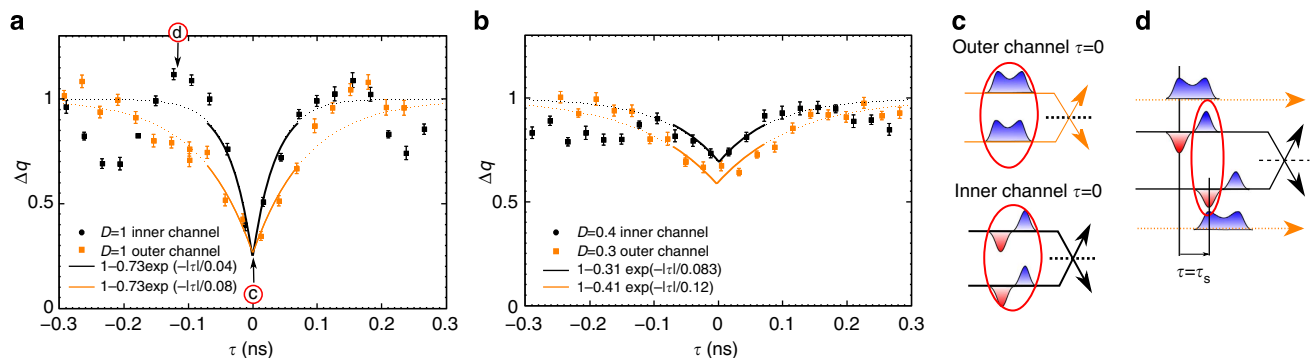 a
d
Δq
1
0.5
0
D=1 inner channel
D=1 outer channel
1–0.73exp (–|τ|/0.04)
1–0.73exp (–|τ|/0.08)
c
–0.3 –0.2 –0.1 0 0.1 0.2 0.3
τ (ns)
b
Δq
1
0.5
0
D=0.4 inner channel
D=0.3 outer channel
1–0.31 exp(–|τ|/0.083)
1–0.41 exp(–|τ|/0.12)
–0.3 –0.2 –0.1 0 0.1 0.2 0.3
τ (ns)
c
Outer channel τ=0
Inner channel τ=0
d
τ=τs